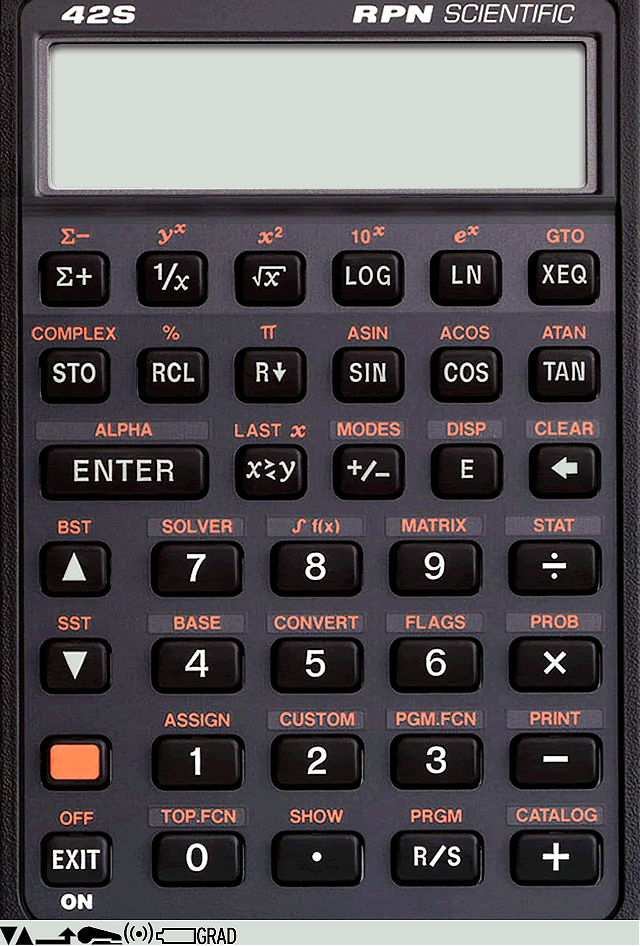 42S RPN SCIENTIFIC
Σ− yˣ x² 10ˣ eˣ GTO
Σ+ 1/x √x LOG LN XEQ
COMPLEX % π ASIN ACOS ATAN
STO RCL R↓ SIN COS TAN
ALPHA LAST x MODES DISP CLEAR
ENTER x≷y +/− E ←
BST SOLVER ∫f(x) MATRIX STAT
▲ 7 8 9 ÷
SST BASE CONVERT FLAGS PROB
▼ 4 5 6 ×
ASSIGN CUSTOM PGM.FCN PRINT
1 2 3 −
OFF TOP.FCN SHOW PRGM CATALOG
EXIT 0 . R/S +
ON
▼▲ GRAD